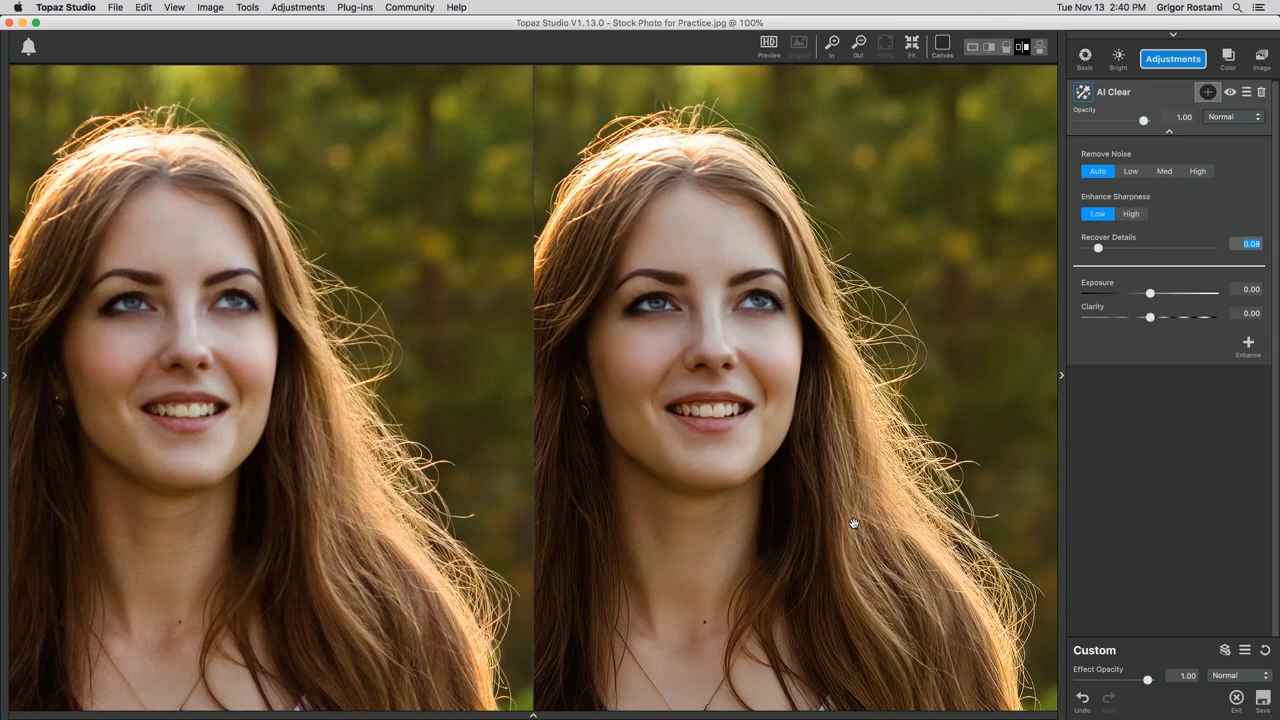 Topaz Studio File Edit View Image Tools Adjustments Plug-ins Community Help Tue Nov 13 2:40 PM Grigor Rostami
Topaz Studio V1.13.0 - Stock Photo for Practice.jpg @ 100%
Preview Original In Out 100% Fit Canvas
Basic Bright Adjustments Color Image
AI Clear
Opacity 1.00 Normal
Remove Noise
Auto Low Med High
Enhance Sharpness
Low High
Recover Details 0.08
Exposure 0.00
Clarity 0.00
Enhance
Custom
Effect Opacity 1.00 Normal
Undo Redo Exit Save